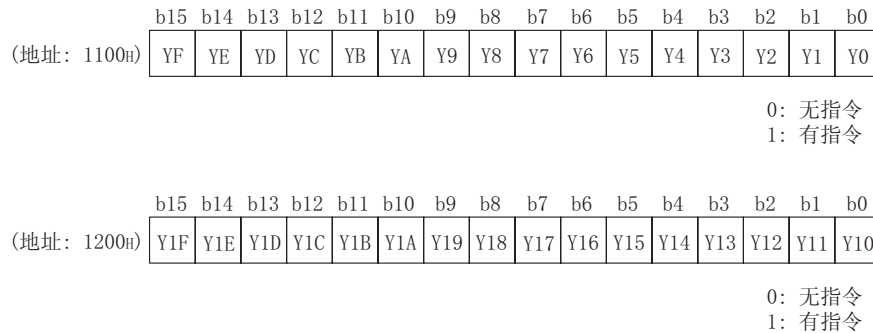 b15 b14 b13 b12 b11 b10 b9 b8 b7 b6 b5 b4 b3 b2 b1 b0
(地址: 1100H) YF YE YD YC YB YA Y9 Y8 Y7 Y6 Y5 Y4 Y3 Y2 Y1 Y0
0: 无指令
1: 有指令
b15 b14 b13 b12 b11 b10 b9 b8 b7 b6 b5 b4 b3 b2 b1 b0
(地址: 1200H) Y1F Y1E Y1D Y1C Y1B Y1A Y19 Y18 Y17 Y16 Y15 Y14 Y13 Y12 Y11 Y10
0: 无指令
1: 有指令